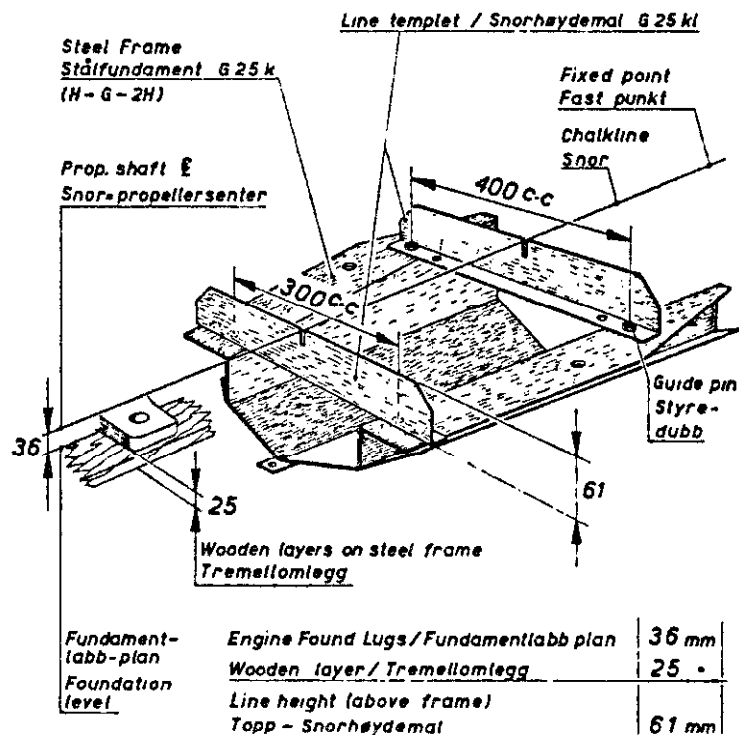 Line templet / Snorhøydemal G 25 kl
Steel Frame
Stålfundament G 25 k
(H-G-2H)
Fixed point
Fast punkt
Chalkline
Snor
Prop. shaft ⅊
Snor=propellersenter
400 c-c
300 c-c
Guide pin
Styre-
dubb
36
25
61
Wooden layers on steel frame
Tremellomlegg
Fundament-
labb-plan
Foundation
level
Engine Found Lugs/Fundamentlabb plan 36 mm
Wooden layer/Tremellomlegg 25 "
Line height (above frame)
Topp - Snorhøydemal 61 mm